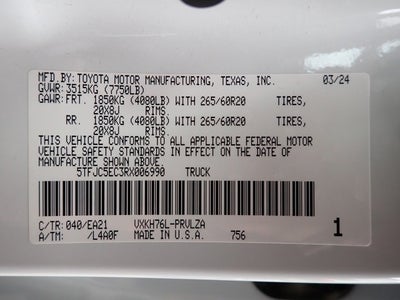 MFD.BY: TOYOTA MOTOR MANUFACTURING, TEXAS, INC. 03/24
GVWR: 3515KG (7750LB)
GAWR: FRT. 1850KG (4080LB) WITH 265/60R20 TIRES,
20X8J RIMS.
RR. 1850KG (4080LB) WITH 265/60R20 TIRES,
20X8J RIMS.
THIS VEHICLE CONFORMS TO ALL APPLICABLE FEDERAL MOTOR
VEHICLE SAFETY STANDARDS IN EFFECT ON THE DATE OF
MANUFACTURE SHOWN ABOVE.
5TFJC5EC3RX006990 TRUCK
C/TR: 040/EA21 VXKH76L-PRVLZA
A/TM: /L4A0F MADE IN U.S.A. 756 1